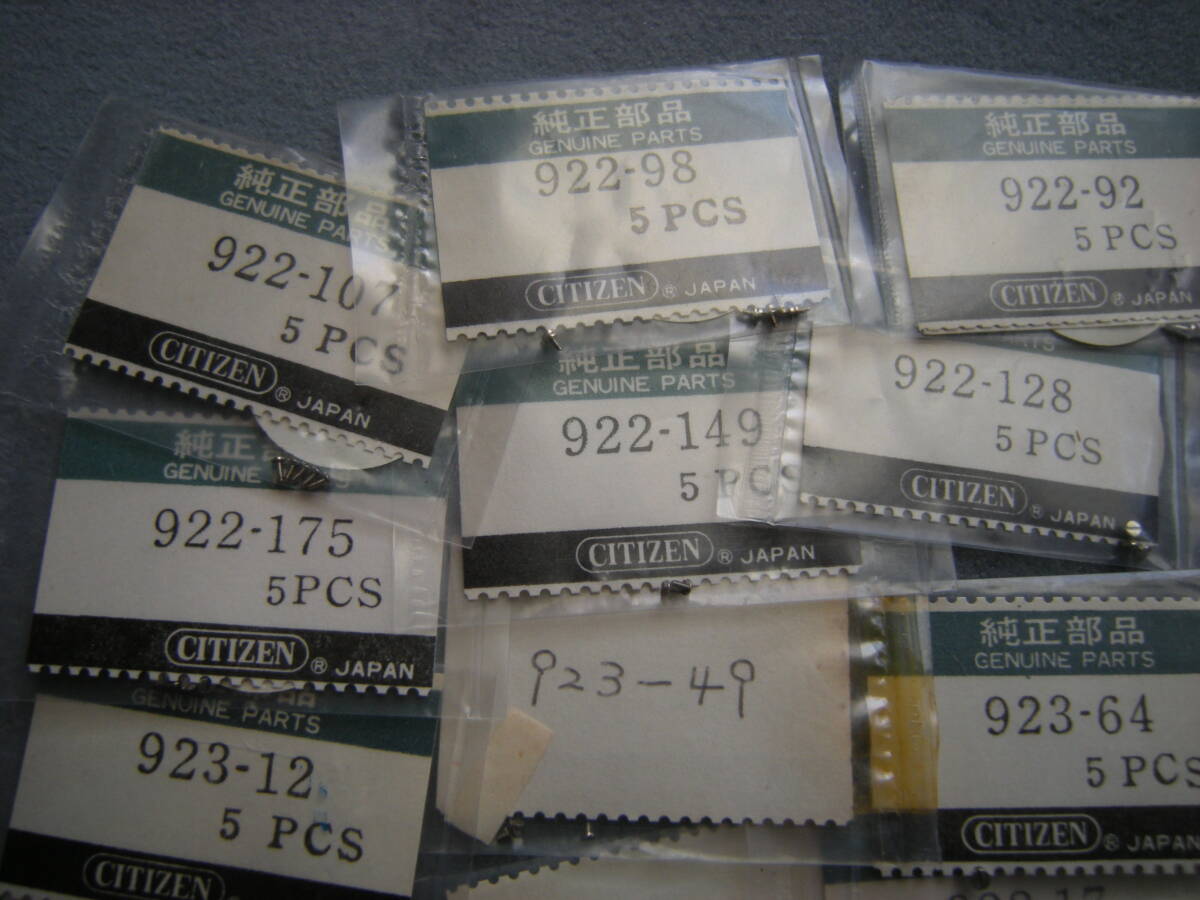 純正部品
GENUINE PARTS
922-107
5 PCS
CITIZEN ® JAPAN
純正部品
GENUINE PARTS
922-98
5 PCS
CITIZEN ® JAPAN
純正部品
GENUINE PARTS
922-92
5 PCS
CITIZEN ® JAPAN
純正
GENUINE
922-175
5PCS
CITIZEN ® JAPAN
純正部品
GENUINE PARTS
922-149
5 PC
CITIZEN ® JAPAN
922-128
5 PCS
CITIZEN ® JAPAN
GENUINE PARTS
923-12
5 PCS
CITIZEN
923-49
純正部品
GENUINE PARTS
923-64
5 PCS
CITIZEN ® JAPAN